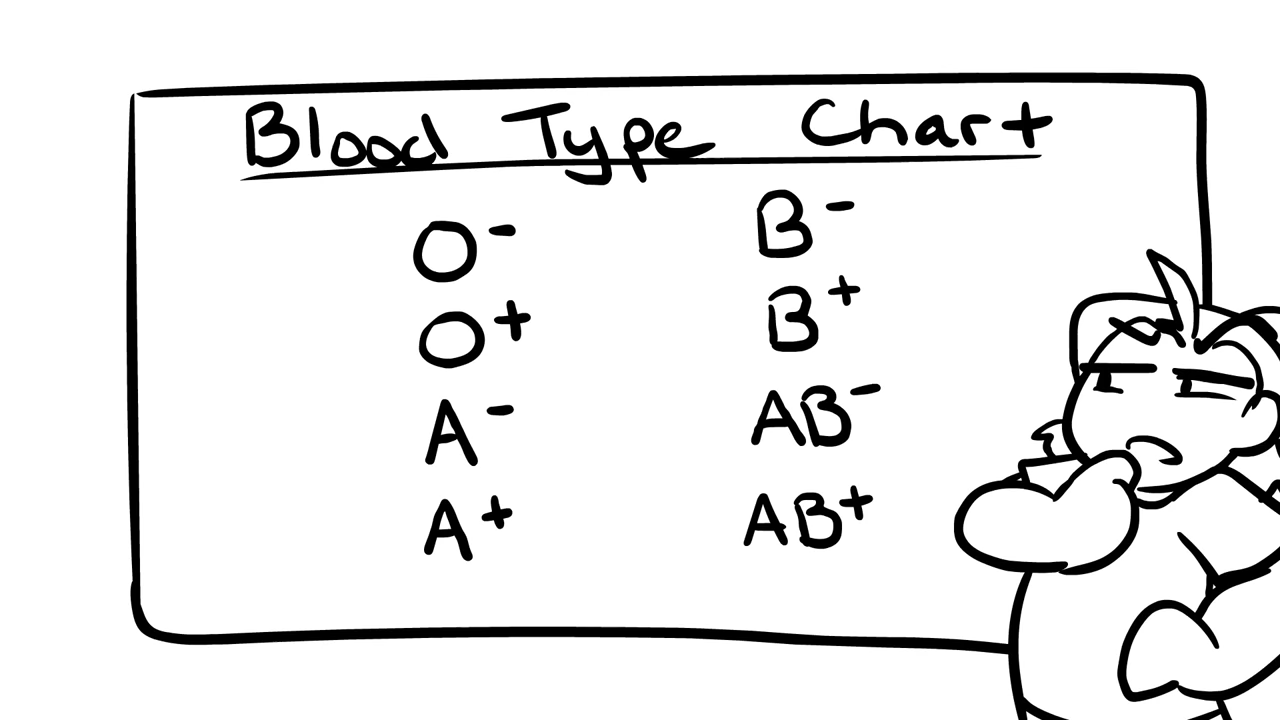 Blood Type Chart
O-
O+
A-
A+
B-
B+
AB-
AB+